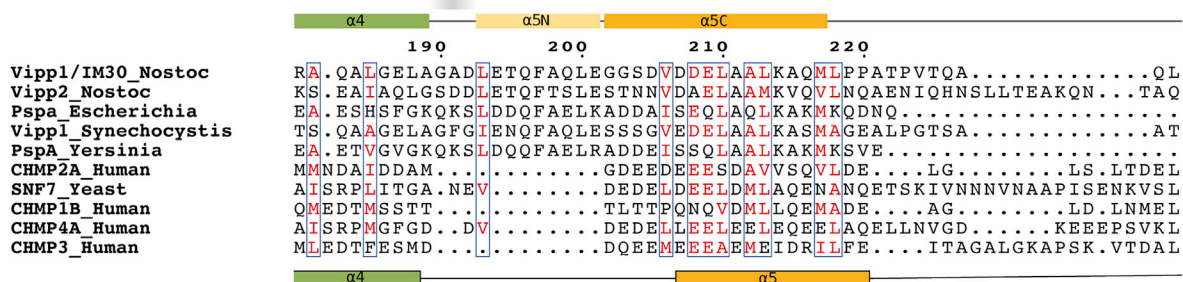 α4 α5N α5C
190 200 210 220
Vipp1/IM30_Nostoc RA.QALGELAGADLETQFAQLEGGSDVDDELAALKAQMLPPATPVTQA.............QL
Vipp2_Nostoc KS.EAIAQLGSDDLETQFTSLESTNNVDAELAAMKVQVLNQAENIQHNSLLTEAKQN...TAQ
Pspa_Escherichia EA.ESHSFGKQKSLDDQFAELKADDAISEQLAQLKAKMKQDNQ....................
Vipp1_Synechocystis TS.QAAGELAGFGIENQFAQLESSSGVEDELAALKASMAGEALPGTSA.............AT
PspA_Yersinia EA.ETVGVGKQKSLDQQFAELRADDEISSQLAALKAKMKSVE.....................
CHMP2A_Human MMNDAIDDAM............GDEEDEEESDAVVSQVLDE....LG........LS.LTDEL
SNF7_Yeast AISRPLITGA.NEV........DEDELDEELDMLAQENANQETSKIVNNNVNAAPISENKVSL
CHMP1B_Human QMEDTMSSTT............TLTTPQNQVDMLLQEMADE....AG........LD.LNMEL
CHMP4A_Human AISRPMGFGD..DV........DEDELLEELEELEQEELAQELLNVGD......KEEEPSVKL
CHMP3_Human MLEDTFESMD............DQEEMEEEAEMEIDRILFE....ITAGALGKAPSK.VTDAL
α4 α5